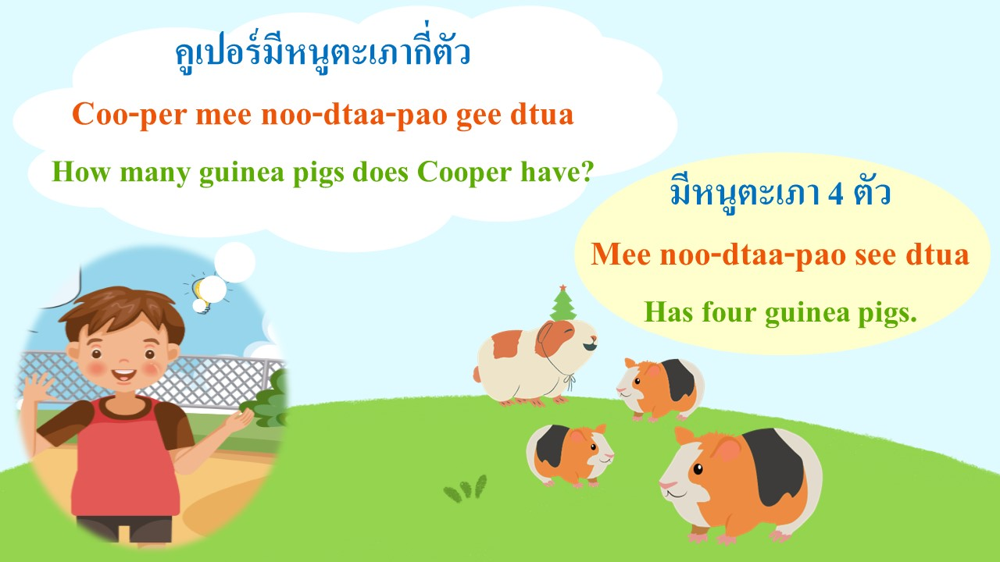 คูเปอร์มีหนูตะเภากี่ตัว
Coo-per mee noo-dtaa-pao gee dtua
How many guinea pigs does Cooper have?
มีหนูตะเภา 4 ตัว
Mee noo-dtaa-pao see dtua
Has four guinea pigs.